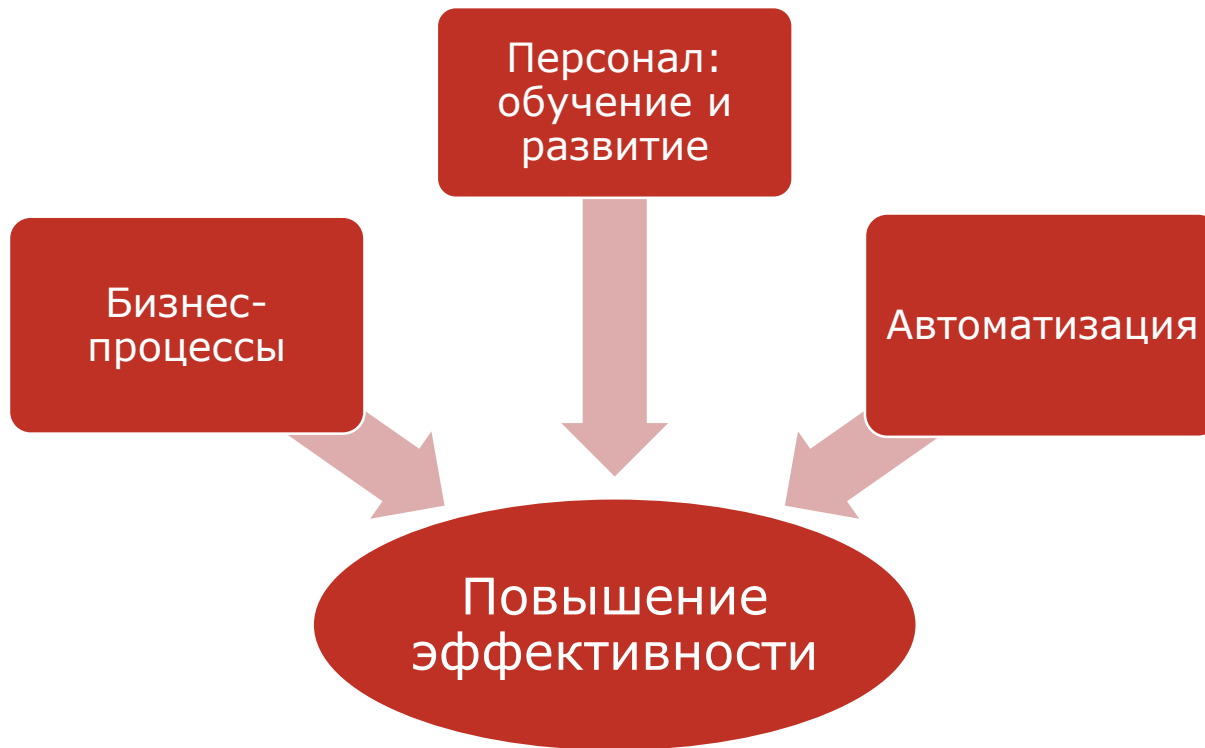 Персонал:
обучение и
развитие
Бизнес-
процессы
Автоматизация
Повышение
эффективности